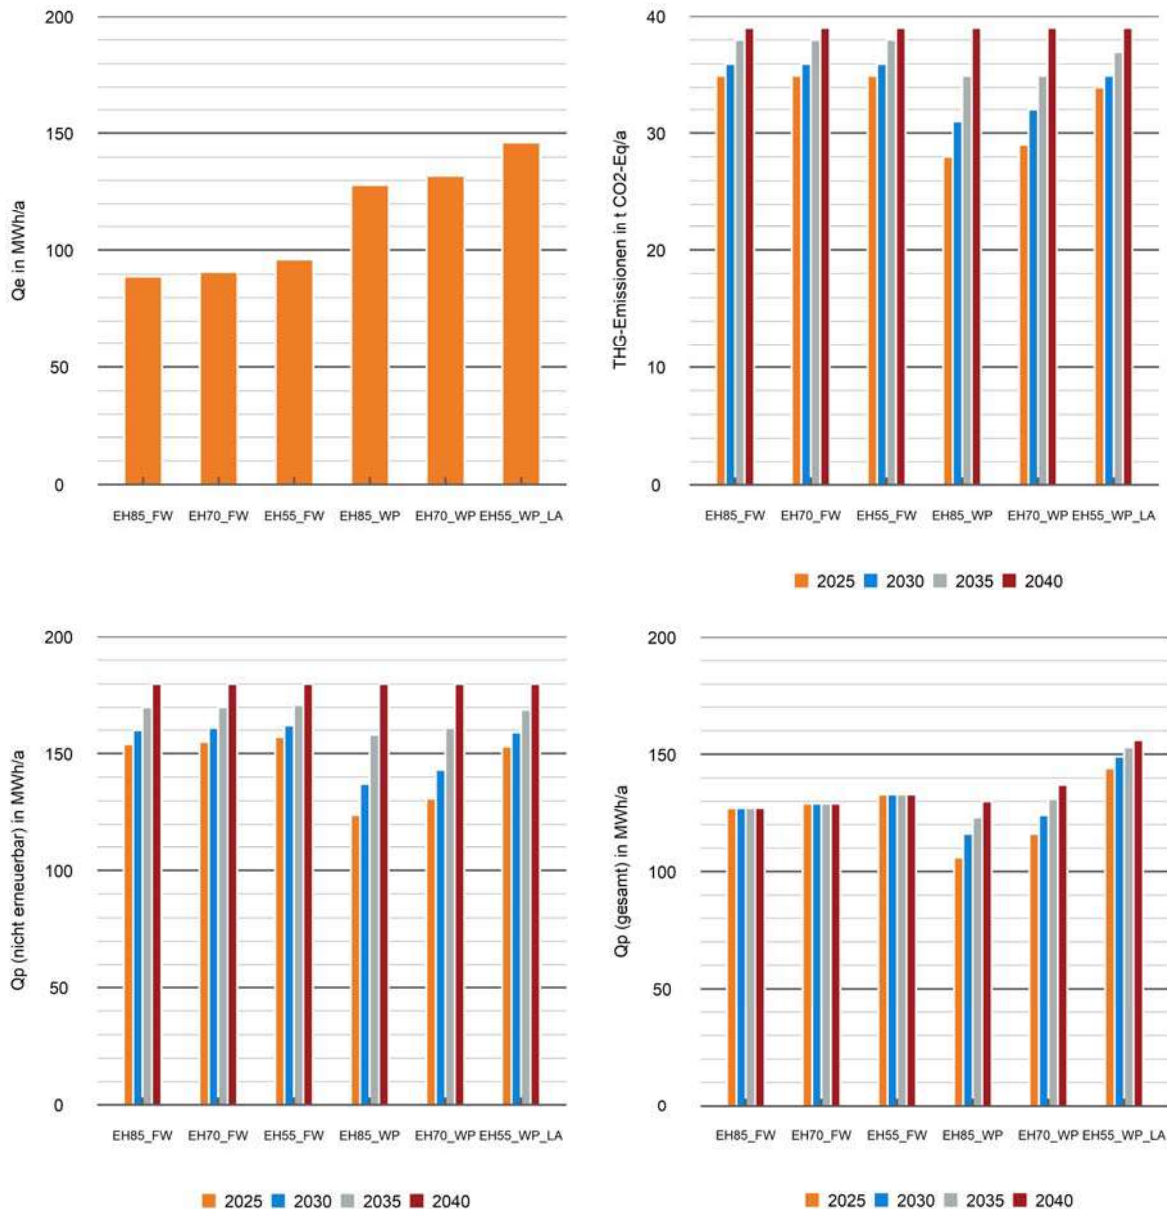 Qe in MWh/a
200
150
100
50
0
EH85_FW EH70_FW EH55_FW EH85_WP EH70_WP EH55_WP_LA
THG-Emissionen in t CO2-Eq/a
40
30
20
10
0
EH85_FW EH70_FW EH55_FW EH85_WP EH70_WP EH55_WP_LA
2025 2030 2035 2040
Qp (nicht erneuerbar) in MWh/a
200
150
100
50
0
EH85_FW EH70_FW EH55_FW EH85_WP EH70_WP EH55_WP_LA
2025 2030 2035 2040
Qp (gesamt) in MWh/a
200
150
100
50
0
EH85_FW EH70_FW EH55_FW EH85_WP EH70_WP EH55_WP_LA
2025 2030 2035 2040